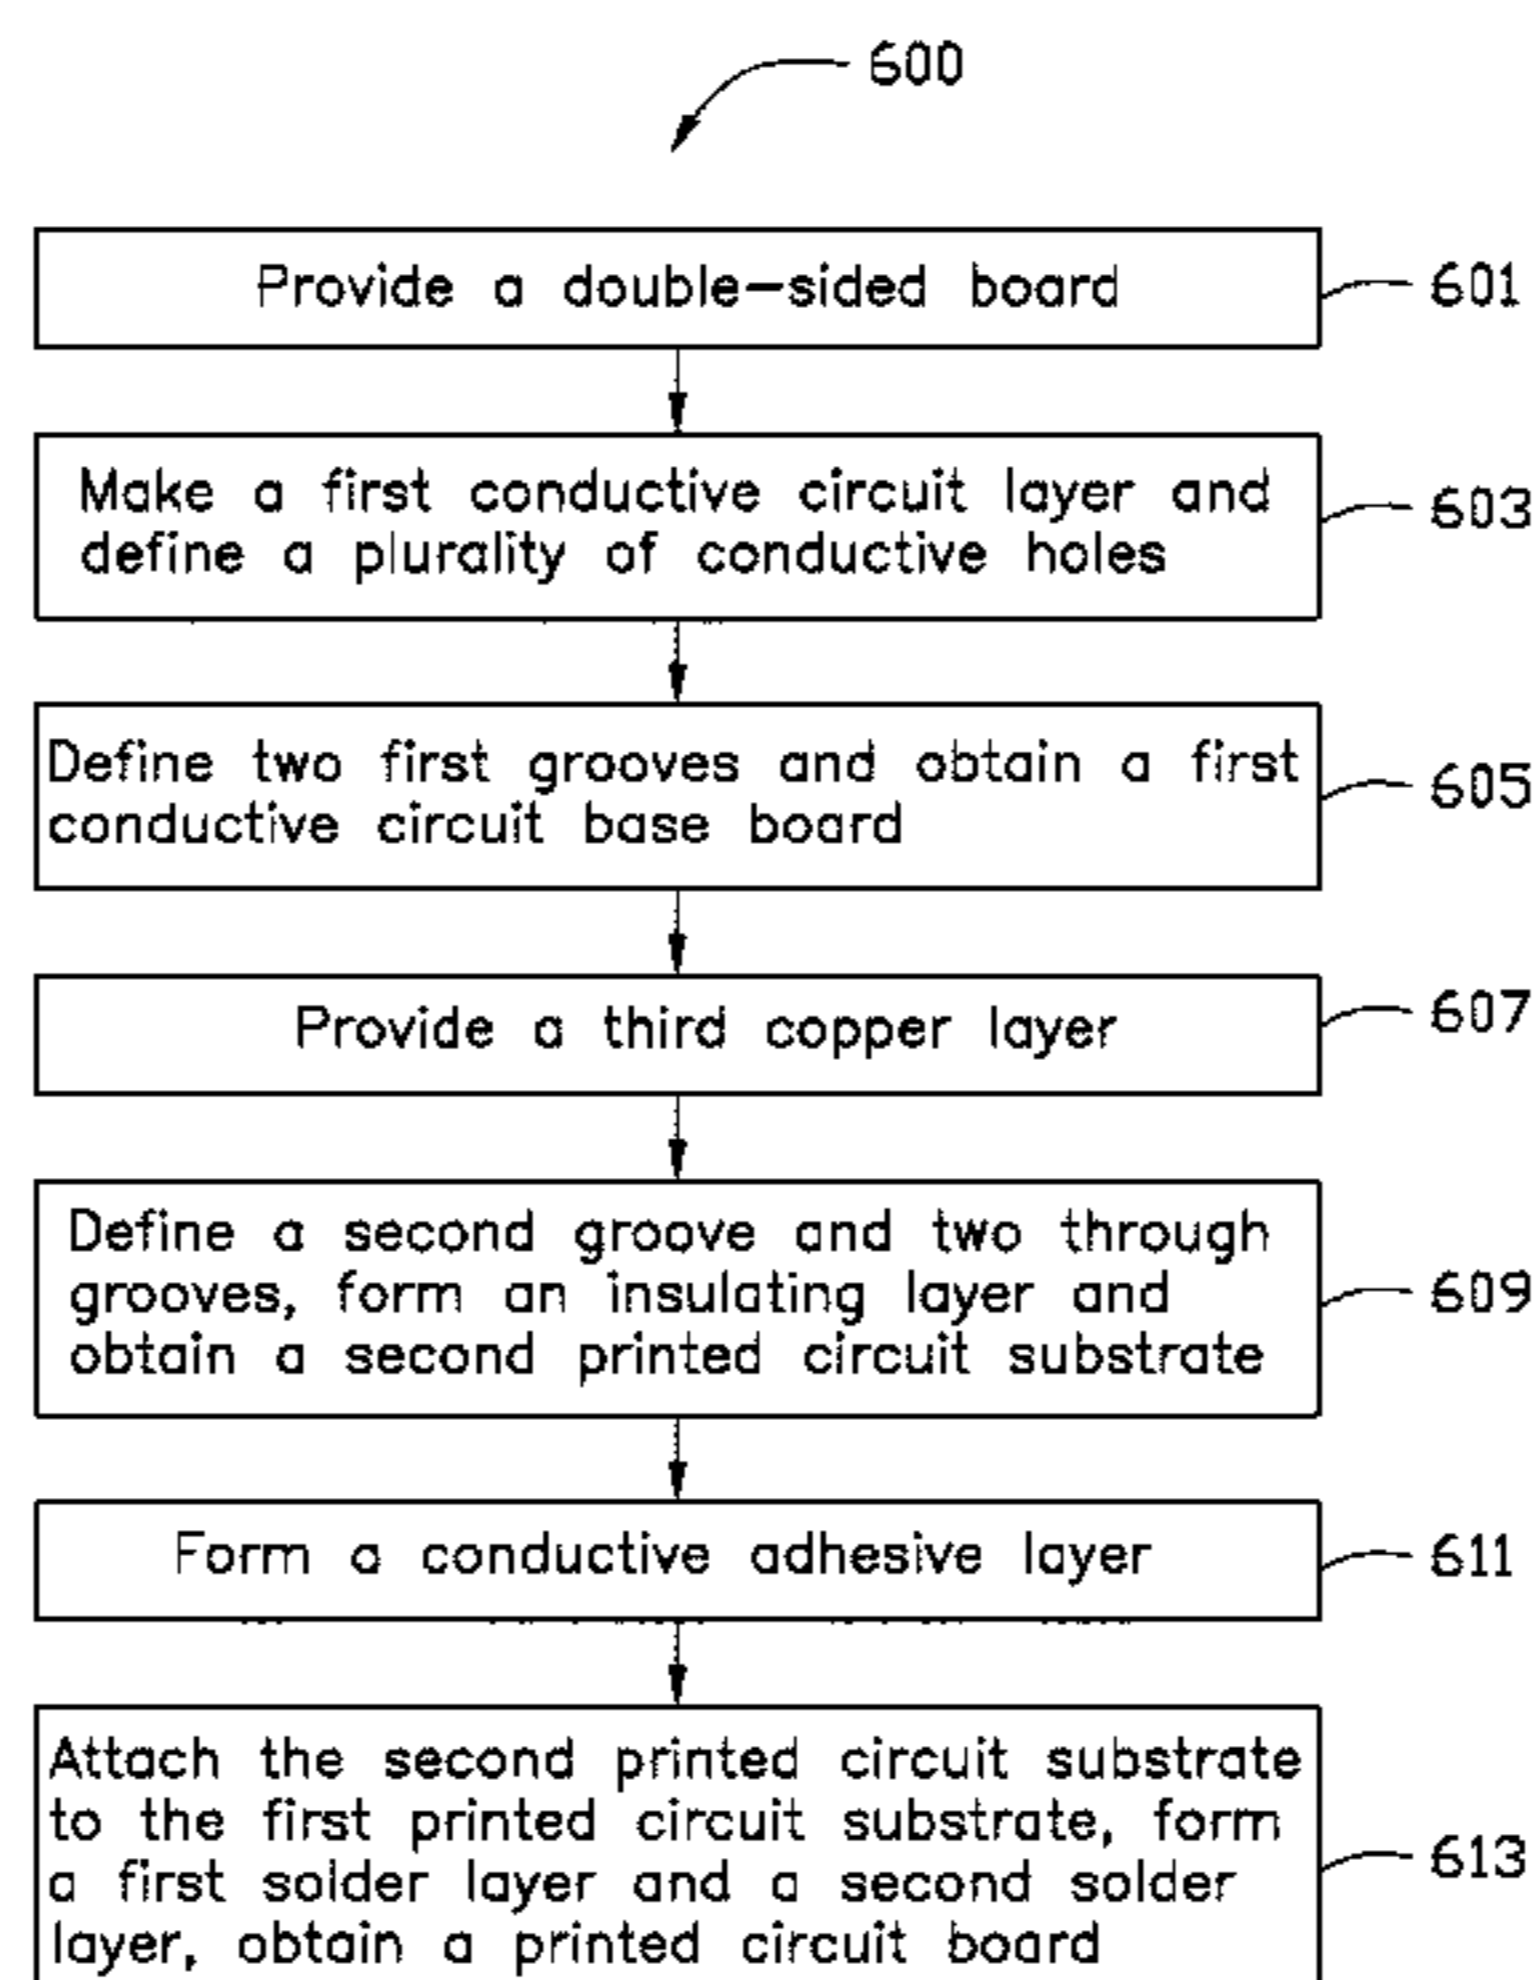 600
Provide a double-sided board
601
Make a first conductive circuit layer and
define a plurality of conductive holes
603
Define two first grooves and obtain a first
conductive circuit base board
605
Provide a third copper layer
607
Define a second groove and two through
grooves, form an insulating layer and
obtain a second printed circuit substrate
609
Form a conductive adhesive layer
611
Attach the second printed circuit substrate
to the first printed circuit substrate, form
a first solder layer and a second solder
layer, obtain a printed circuit board
613